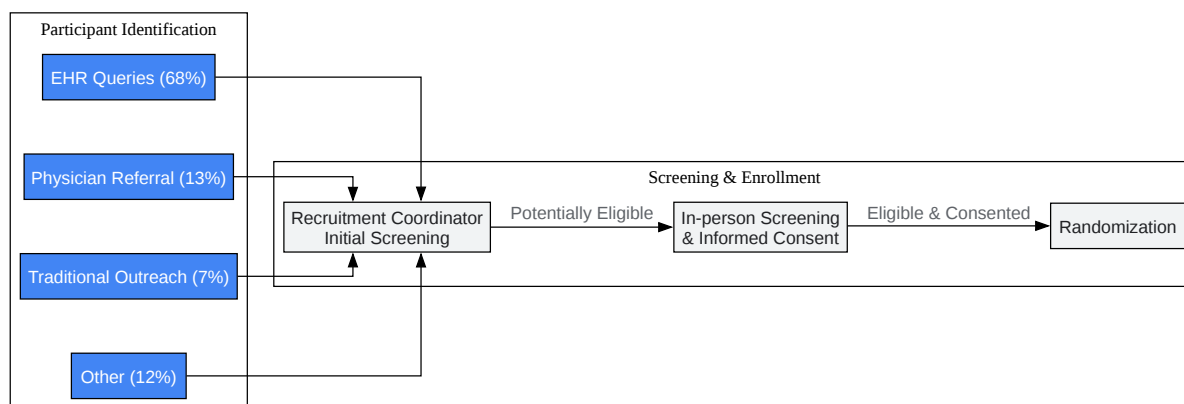 Participant Identification
EHR Queries (68%)
Physician Referral (13%)
Traditional Outreach (7%)
Other (12%)
Screening & Enrollment
Recruitment Coordinator
Initial Screening
Potentially Eligible
In-person Screening
& Informed Consent
Eligible & Consented
Randomization